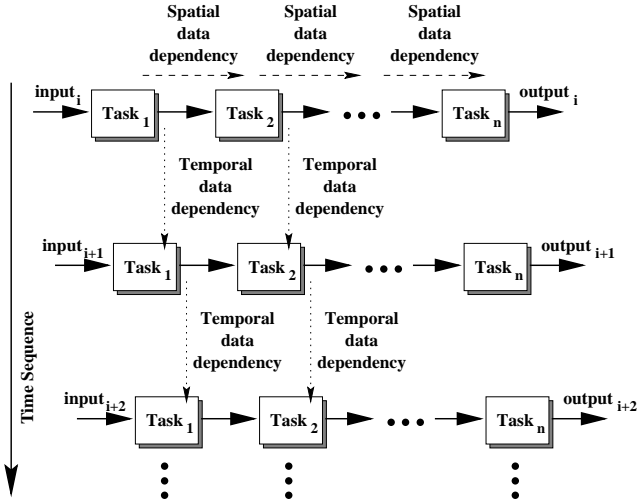 Spatial data dependency
Spatial data dependency
Spatial data dependency
input i
Task 1
Task 2
• • •
Task n
output i
Temporal data dependency
Temporal data dependency
input i+1
Task 1
Task 2
• • •
Task n
output i+1
Temporal data dependency
Temporal data dependency
Time Sequence
input i+2
Task 1
Task 2
• • •
Task n
output i+2